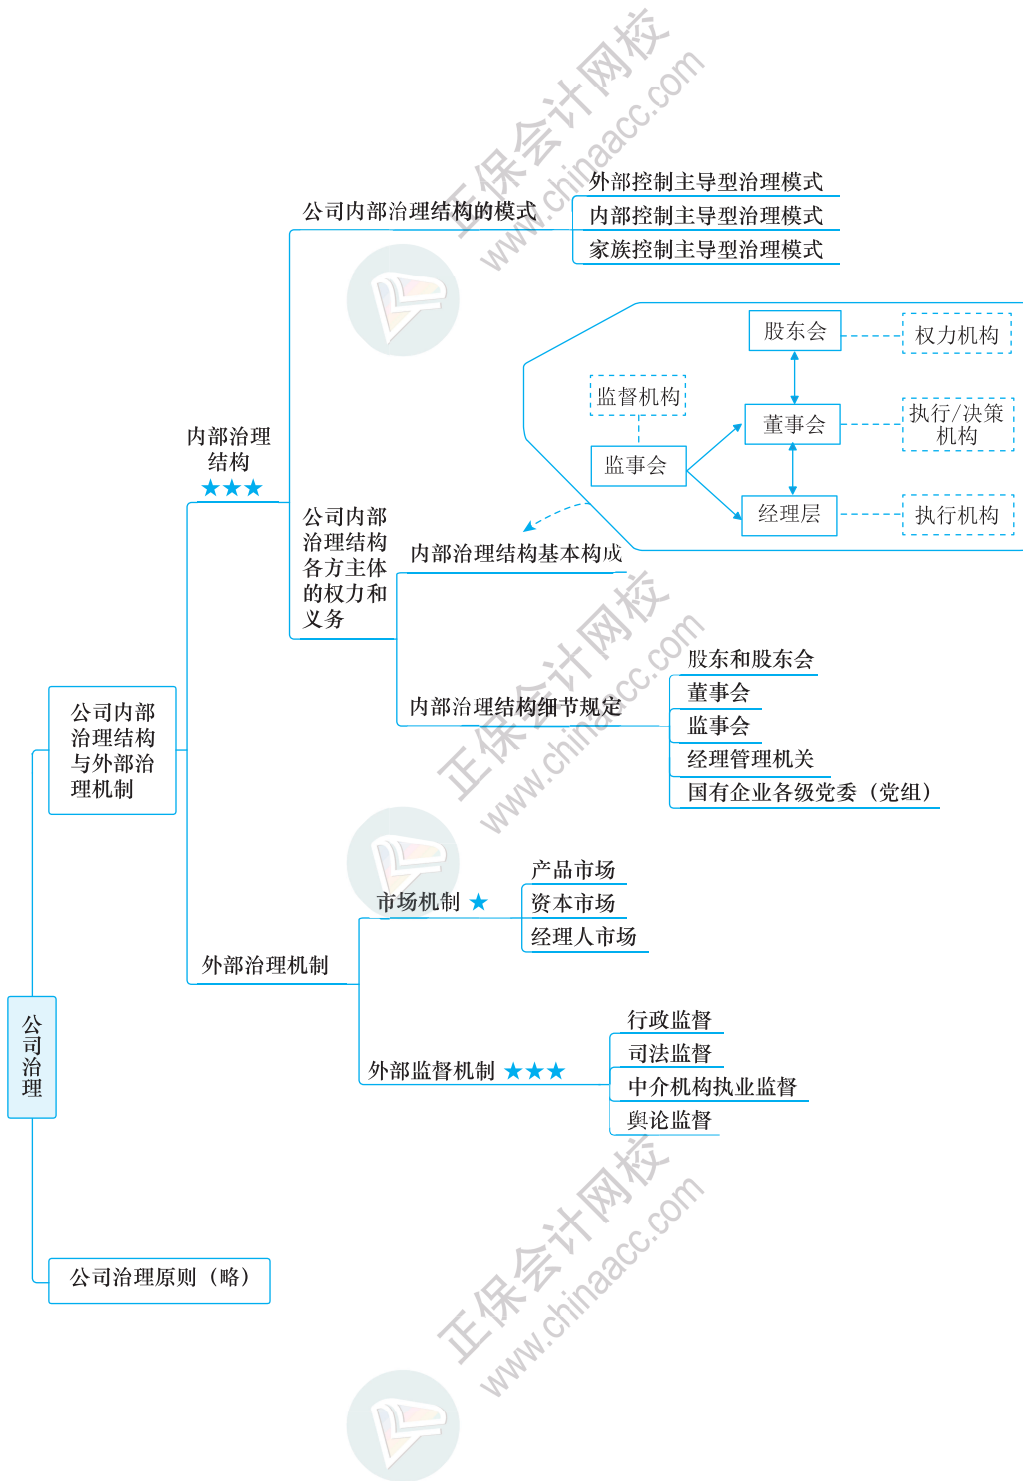 正保会计网校
www.chinaacc.com
公司内部治理结构的模式
外部控制主导型治理模式
内部控制主导型治理模式
家族控制主导型治理模式
股东会
权力机构
监督机构
董事会
执行/决策
机构
监事会
经理层
执行机构
内部治理
结构
★★★
公司内部
治理结构
各方主体
的权力和
义务
内部治理结构基本构成
正保会计网校
www.chinaacc.com
内部治理结构细节规定
股东和股东会
董事会
监事会
经理管理机关
国有企业各级党委（党组）
公司内部
治理结构
与外部治
理机制
外部治理机制
市场机制 ★
产品市场
资本市场
经理人市场
外部监督机制 ★★★
行政监督
司法监督
中介机构执业监督
舆论监督
公司治理
公司治理原则（略）
正保会计网校
www.chinaacc.com